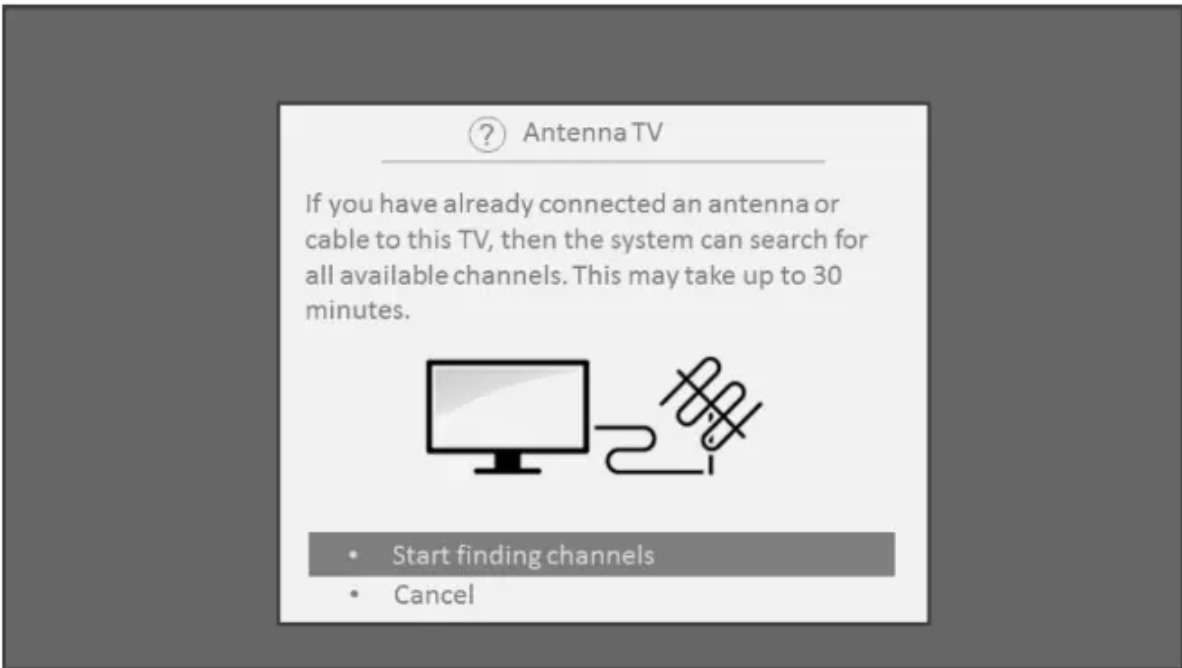 ? Antenna TV
If you have already connected an antenna or
cable to this TV, then the system can search for
all available channels. This may take up to 30
minutes.
• Start finding channels
• Cancel